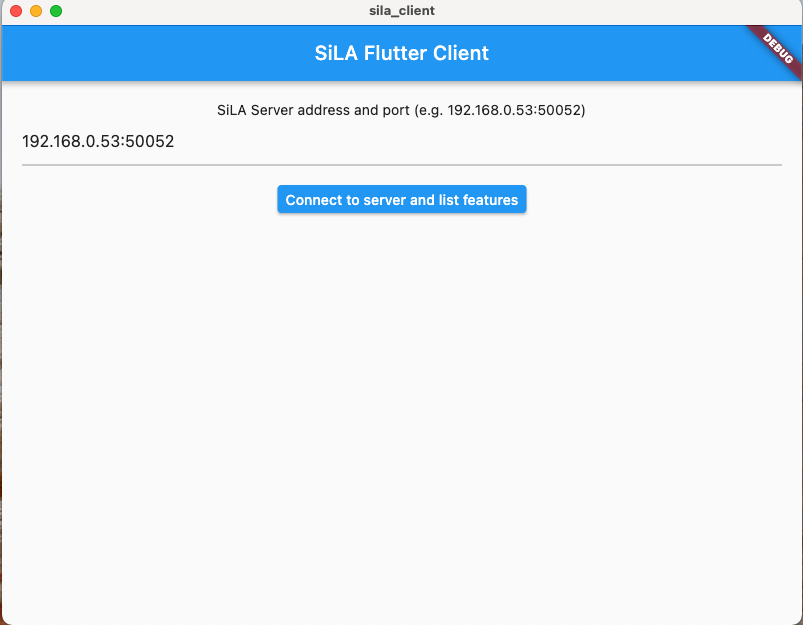 sila_client
SiLA Flutter Client
DEBUG
SiLA Server address and port (e.g. 192.168.0.53:50052)
192.168.0.53:50052
Connect to server and list features